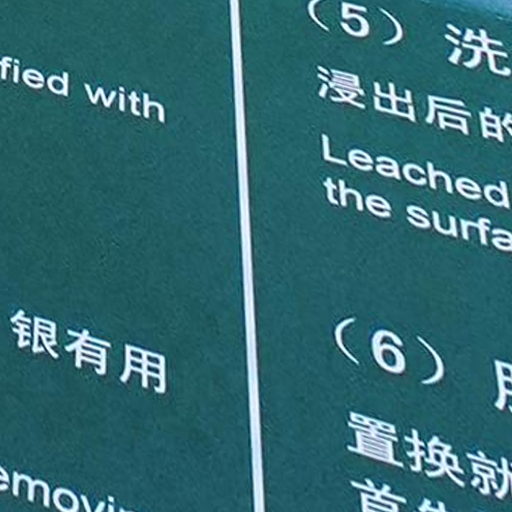 fied with
银有用
（5）洗
浸出后的
Leached
the surfa
（6）
置换就